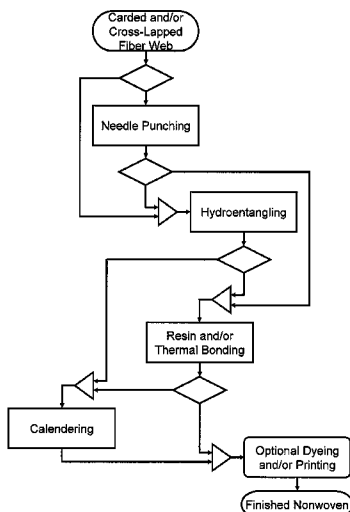 Carded and/or
Cross-Lapped
Fiber Web
Needle Punching
Hydroentangling
Resin and/or
Thermal Bonding
Calendering
Optional Dyeing
and/or Printing
Finished Nonwoven